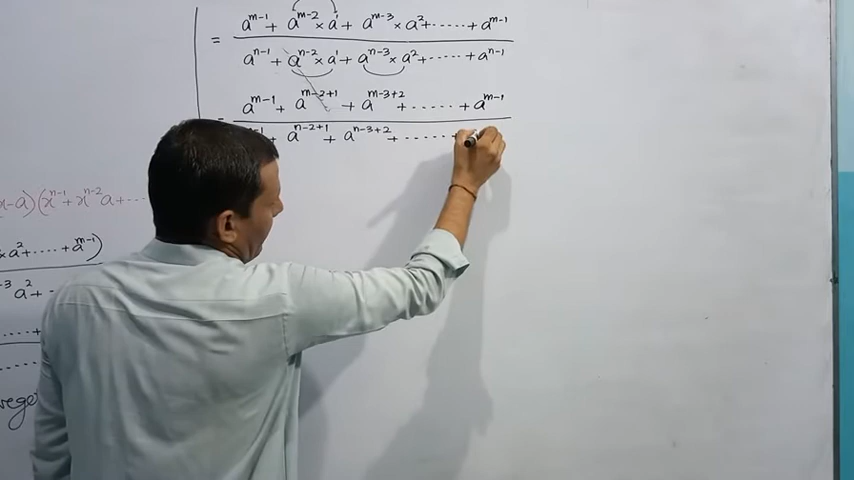 = a^{m-1} + a^{m-2} × a^1 + a^{m-3} × a^2 + ...... + a^{m-1}
a^{n-1} + a^{n-2} × a^1 + a^{n-3} × a^2 + ...... + a^{n-1}
= a^{m-1} + a^{m-2+1} + a^{m-3+2} + ...... + a^{m-1}
+ a^{n-2+1} + a^{n-3+2} + ......
x-a)(x^{n-1} + x^{n-2} a + ...
x a^2 + .... + a^{m-1})
-3 a^2 + ..